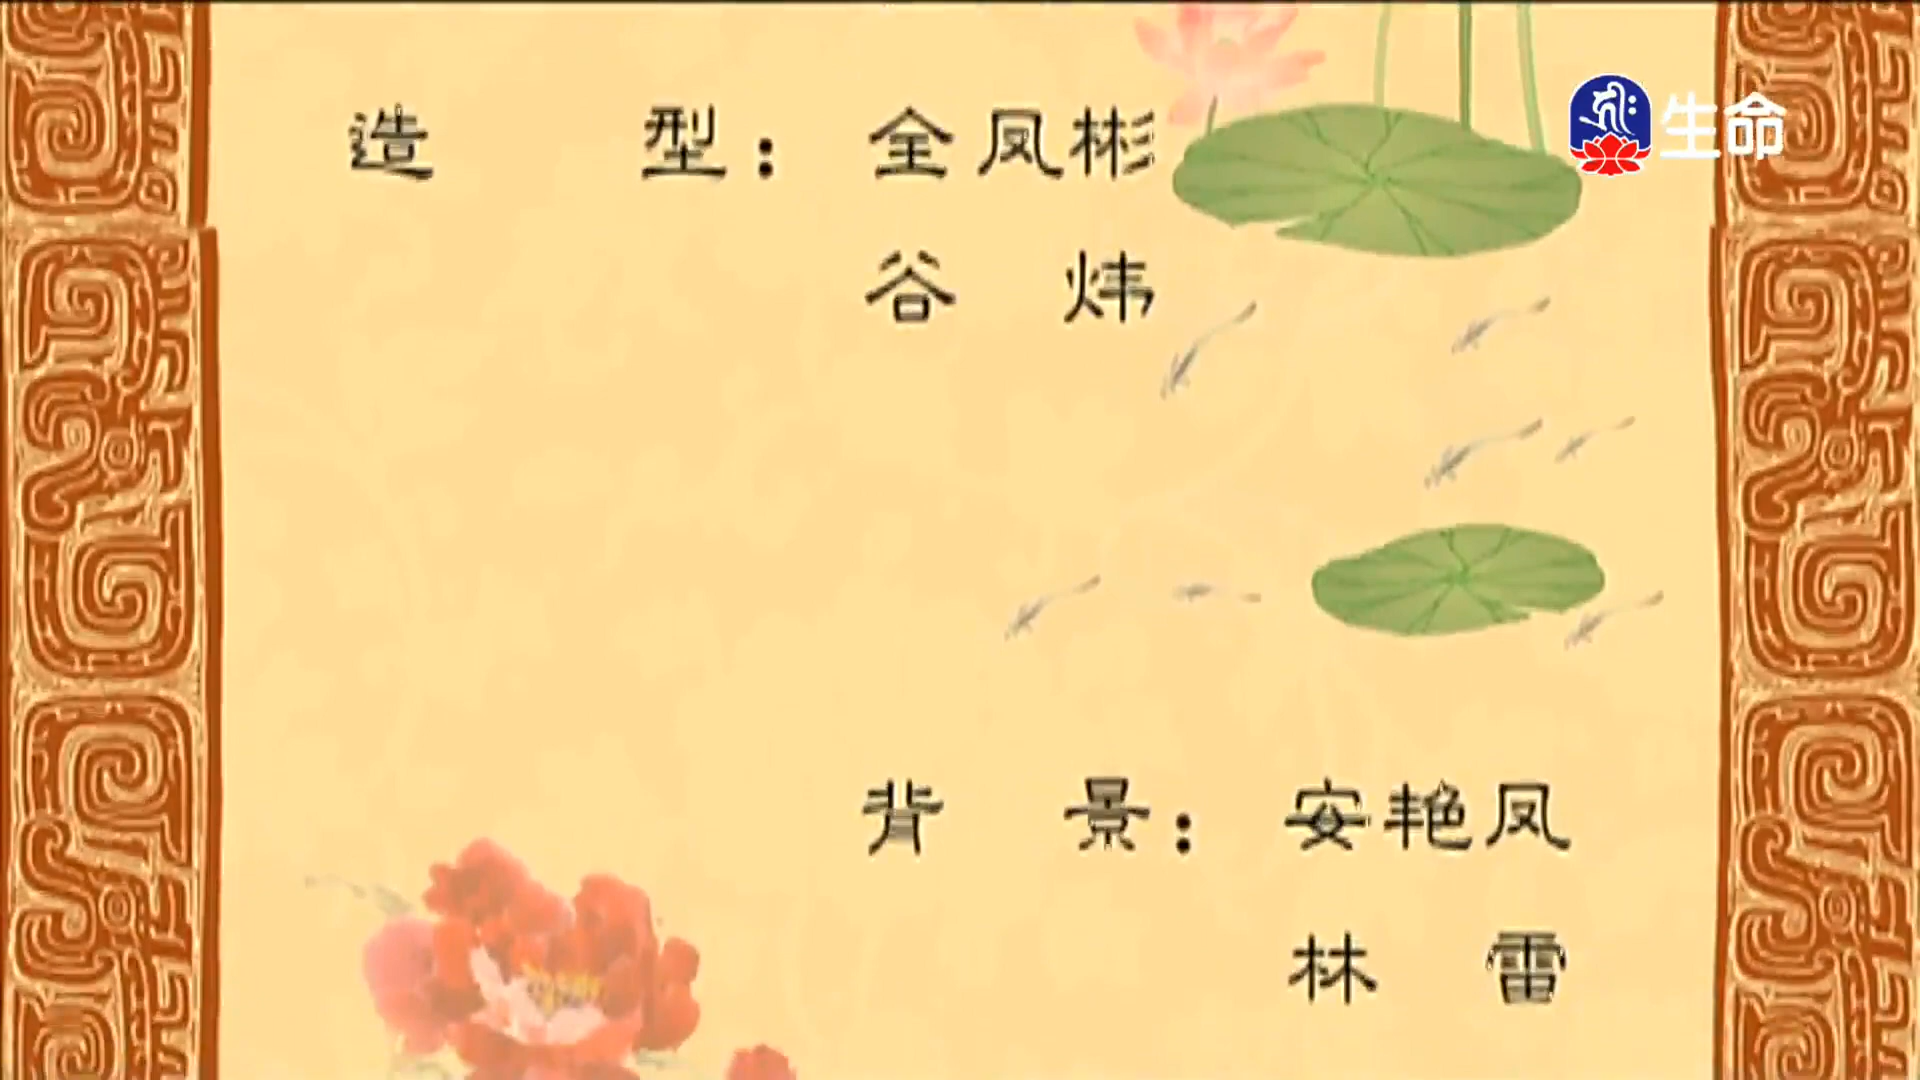 造型：全凤彬
谷炜
背景：安艳凤
林雷
生命